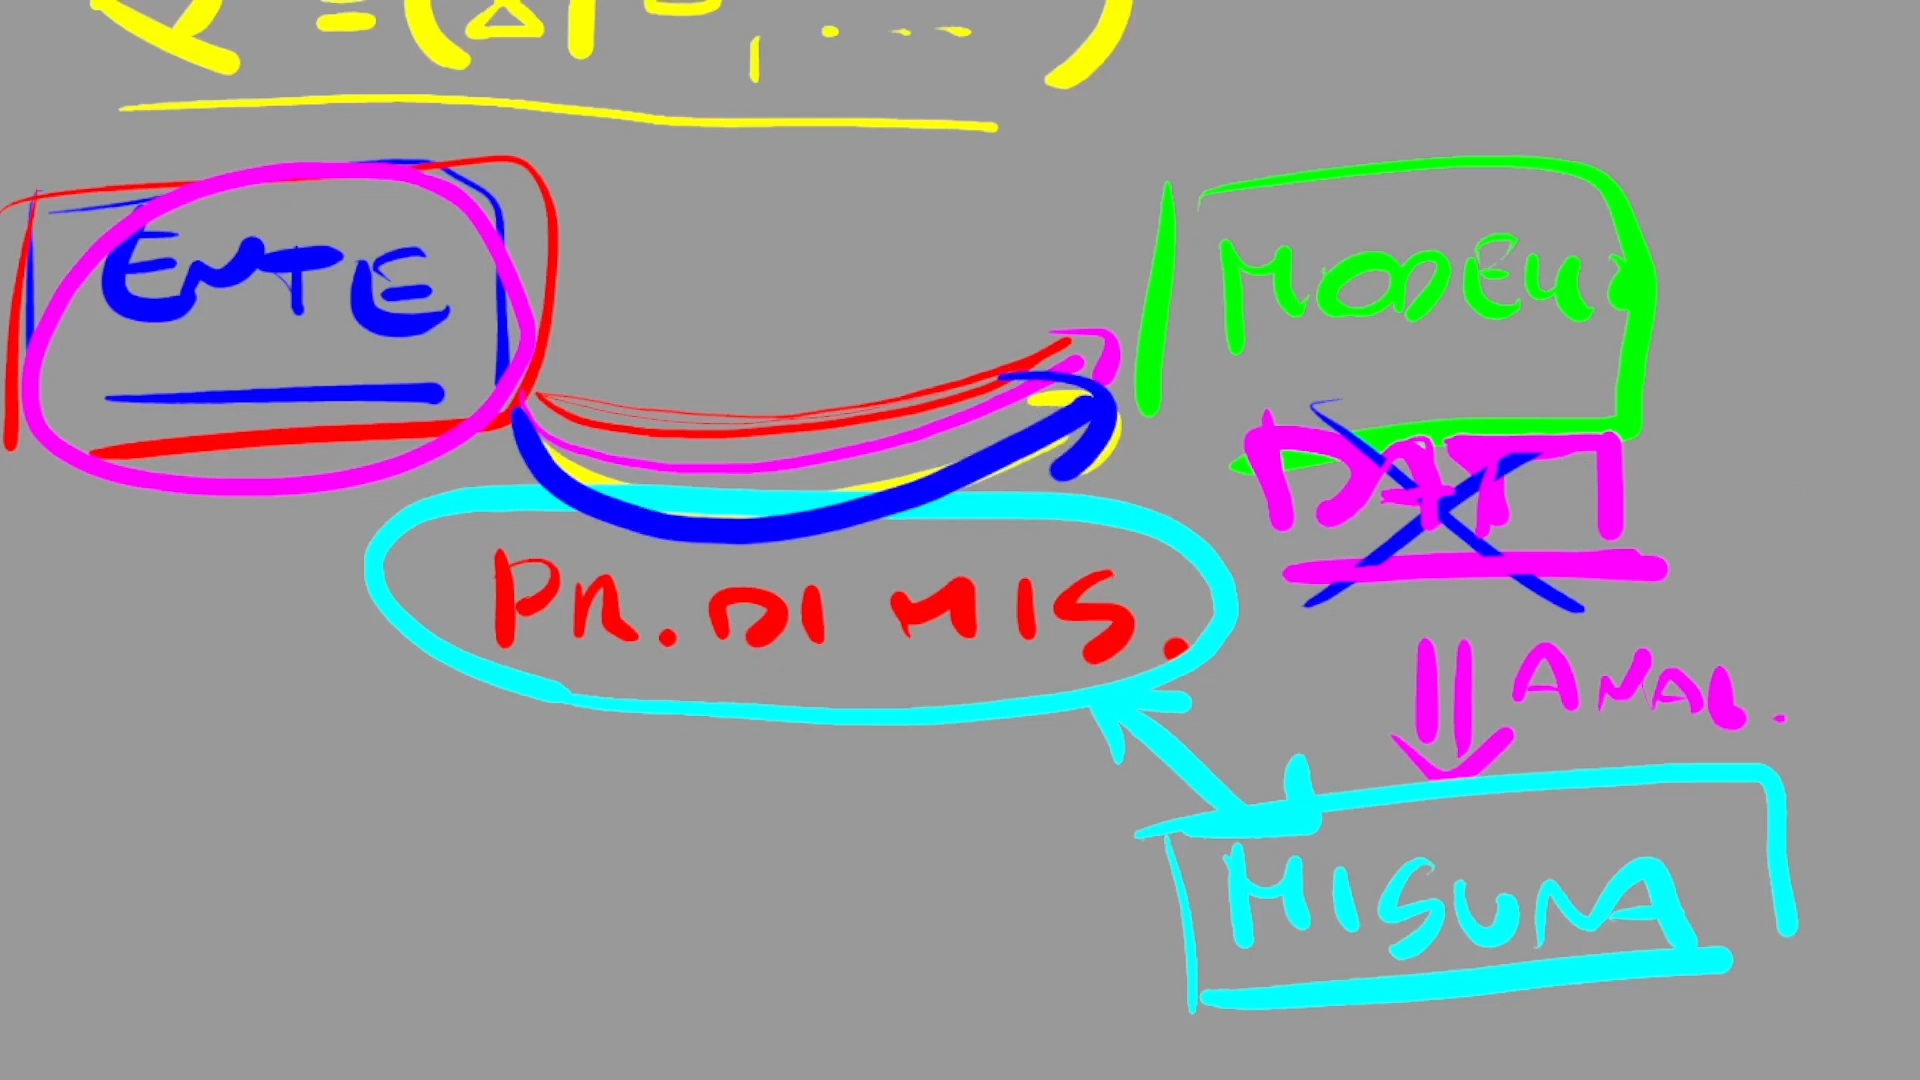 ENTE
MODELLO
DATI
PR. DI MIS.
ANAL.
MISURA